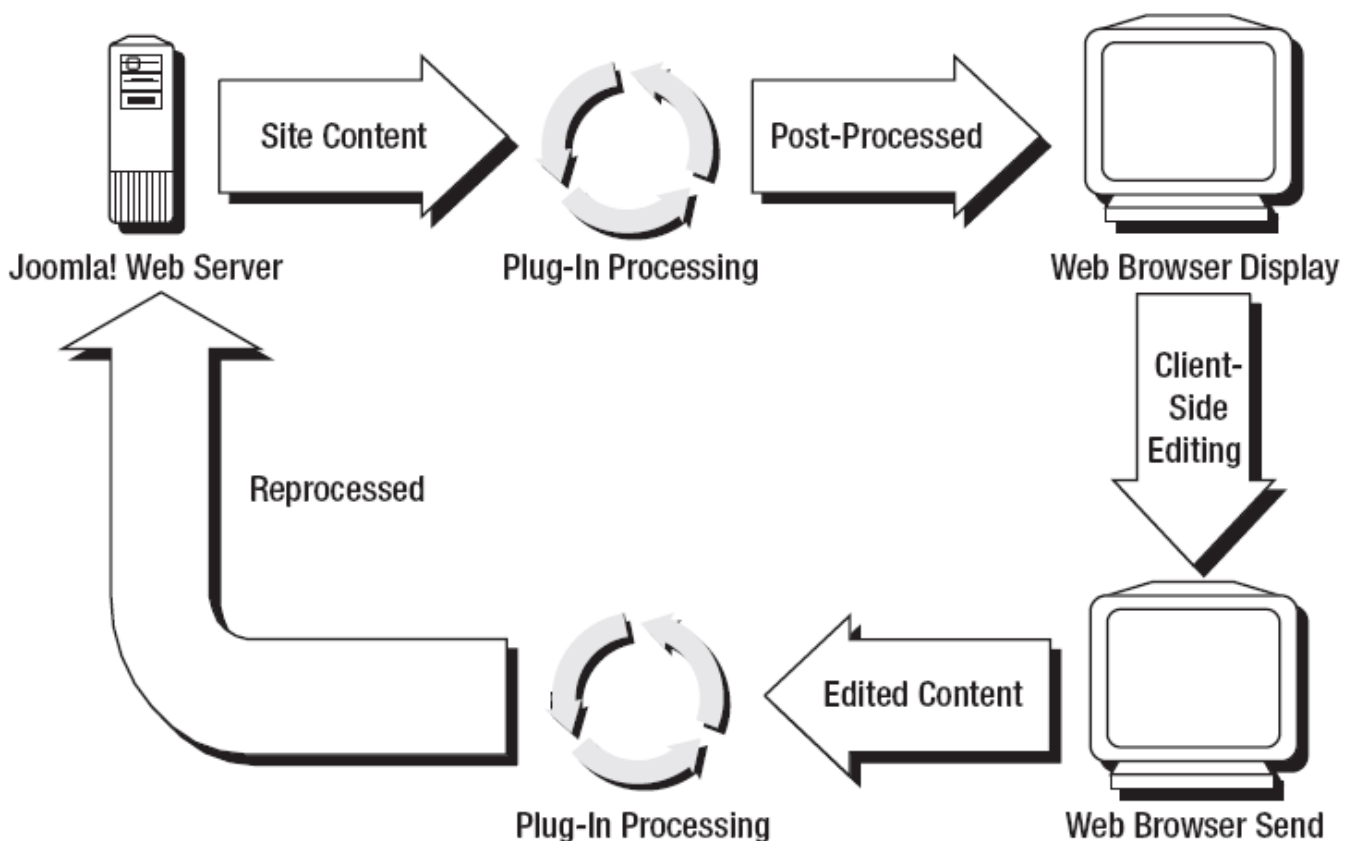 Site Content
Post-Processed
Joomla! Web Server
Plug-In Processing
Web Browser Display
Client-
Side
Editing
Reprocessed
Edited Content
Plug-In Processing
Web Browser Send